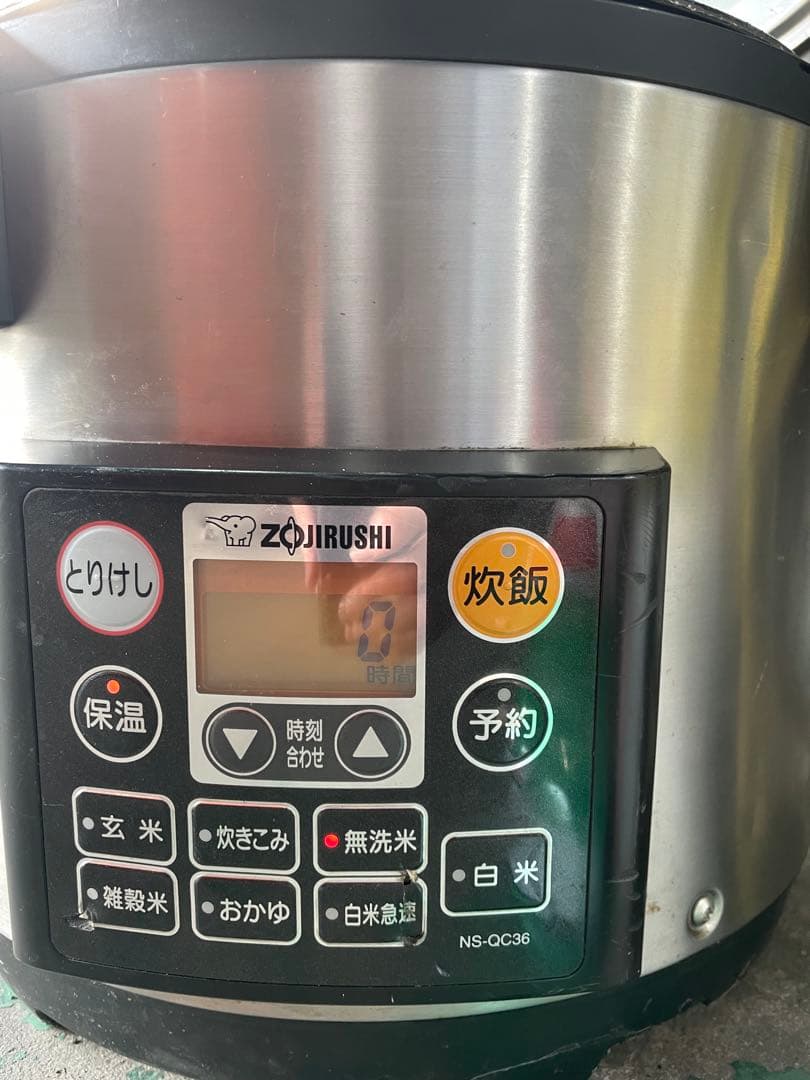 とりけし
ZOJIRUSHI
炊飯
0
時間
保温
時刻
合わせ
予約
玄米
炊きこみ
無洗米
白米
雑穀米
おかゆ
白米急速
NS-QC36